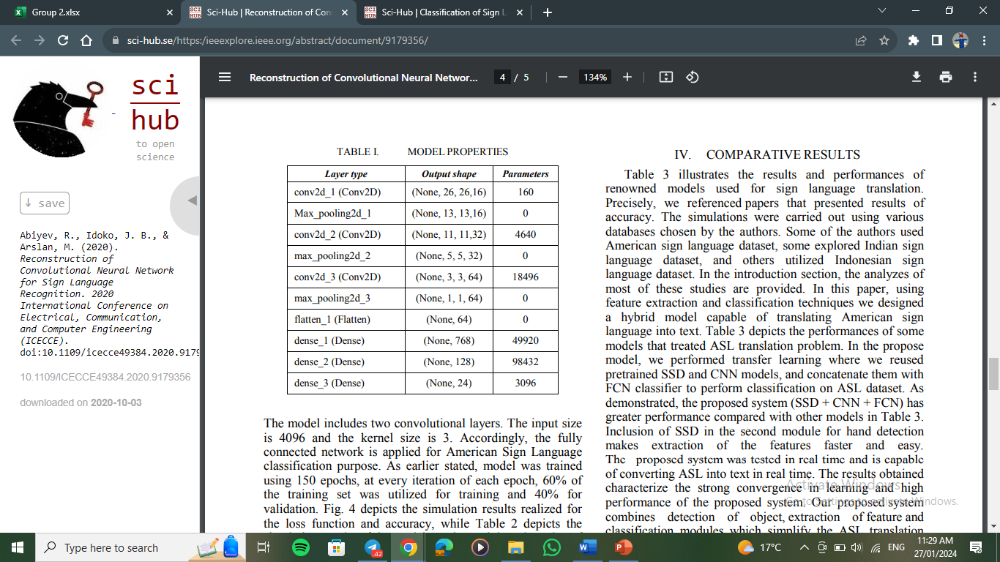 Group 2.xlsx
Sci-Hub | Reconstruction of Con
Sci-Hub | Classification of Sign L
sci-hub.se/https:/ieeexplore.ieee.org/abstract/document/9179356/
sci
hub
to open
science
↓ save
Abiyev, R., Idoko, J. B., &
Arslan, M. (2020).
Reconstruction of
Convolutional Neural Network
for Sign Language
Recognition. 2020
International Conference on
Electrical, Communication,
and Computer Engineering
(ICECCE).
doi:10.1109/icecce49384.2020.9179
10.1109/ICECCE49384.2020.9179356
downloaded on 2020-10-03
Reconstruction of Convolutional Neural Networ...
4 / 5
134%
TABLE I. MODEL PROPERTIES
Layer type Output shape Parameters
conv2d_1 (Conv2D) (None, 26, 26,16) 160
Max_pooling2d_1 (None, 13, 13,16) 0
conv2d_2 (Conv2D) (None, 11, 11,32) 4640
max_pooling2d_2 (None, 5, 5, 32) 0
conv2d_3 (Conv2D) (None, 3, 3, 64) 18496
max_pooling2d_3 (None, 1, 1, 64) 0
flatten_1 (Flatten) (None, 64) 0
dense_1 (Dense) (None, 768) 49920
dense_2 (Dense) (None, 128) 98432
dense_3 (Dense) (None, 24) 3096
The model includes two convolutional layers. The input size
is 4096 and the kernel size is 3. Accordingly, the fully
connected network is applied for American Sign Language
classification purpose. As earlier stated, model was trained
using 150 epochs, at every iteration of each epoch, 60% of
the training set was utilized for training and 40% for
validation. Fig. 4 depicts the simulation results realized for
the loss function and accuracy, while Table 2 depicts the
IV. COMPARATIVE RESULTS
Table 3 illustrates the results and performances of
renowned models used for sign language translation.
Precisely, we referenced papers that presented results of
accuracy. The simulations were carried out using various
databases chosen by the authors. Some of the authors used
American sign language dataset, some explored Indian sign
language dataset, and others utilized Indonesian sign
language dataset. In the introduction section, the analyzes of
most of these studies are provided. In this paper, using
feature extraction and classification techniques we designed
a hybrid model capable of translating American sign
language into text. Table 3 depicts the performances of some
models that treated ASL translation problem. In the propose
model, we performed transfer learning where we reused
pretrained SSD and CNN models, and concatenate them with
FCN classifier to perform classification on ASL dataset. As
demonstrated, the proposed system (SSD + CNN + FCN) has
greater performance compared with other models in Table 3.
Inclusion of SSD in the second module for hand detection
makes extraction of the features faster and easy.
The proposed system was tested in real time and is capable
of converting ASL into text in real time. The results obtained
characterize the strong convergence in learning and high
performance of the proposed system. Our proposed system
combines detection of object, extraction of feature and
classification modules which simplify the ASL translation
Activate Windows
Go to Settings to activate Windows.
Type here to search
42
17°C
ENG
11:29 AM
27/01/2024